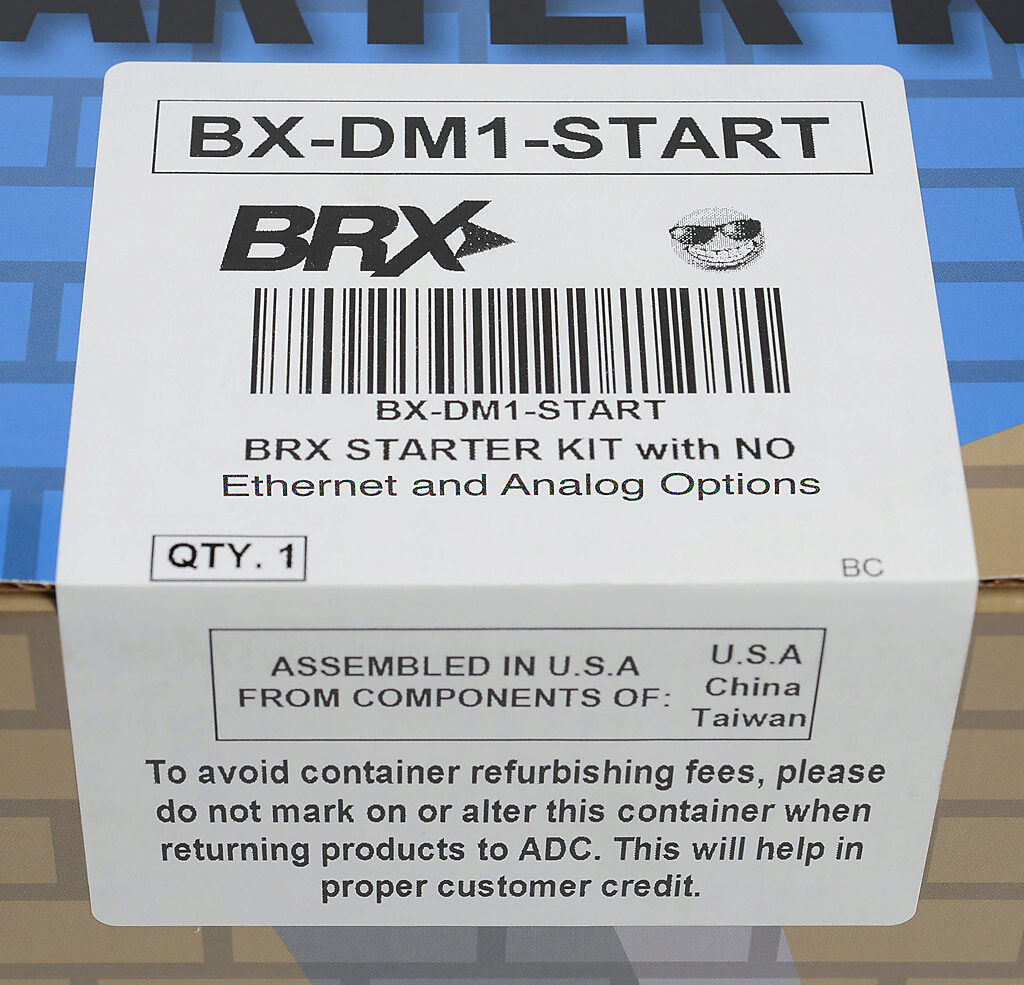 ARTER K
BX-DM1-START
BRX
BX-DM1-START
BRX STARTER KIT with NO
Ethernet and Analog Options
QTY. 1
BC
ASSEMBLED IN U.S.A
FROM COMPONENTS OF:
U.S.A
China
Taiwan
To avoid container refurbishing fees, please
do not mark on or alter this container when
returning products to ADC. This will help in
proper customer credit.